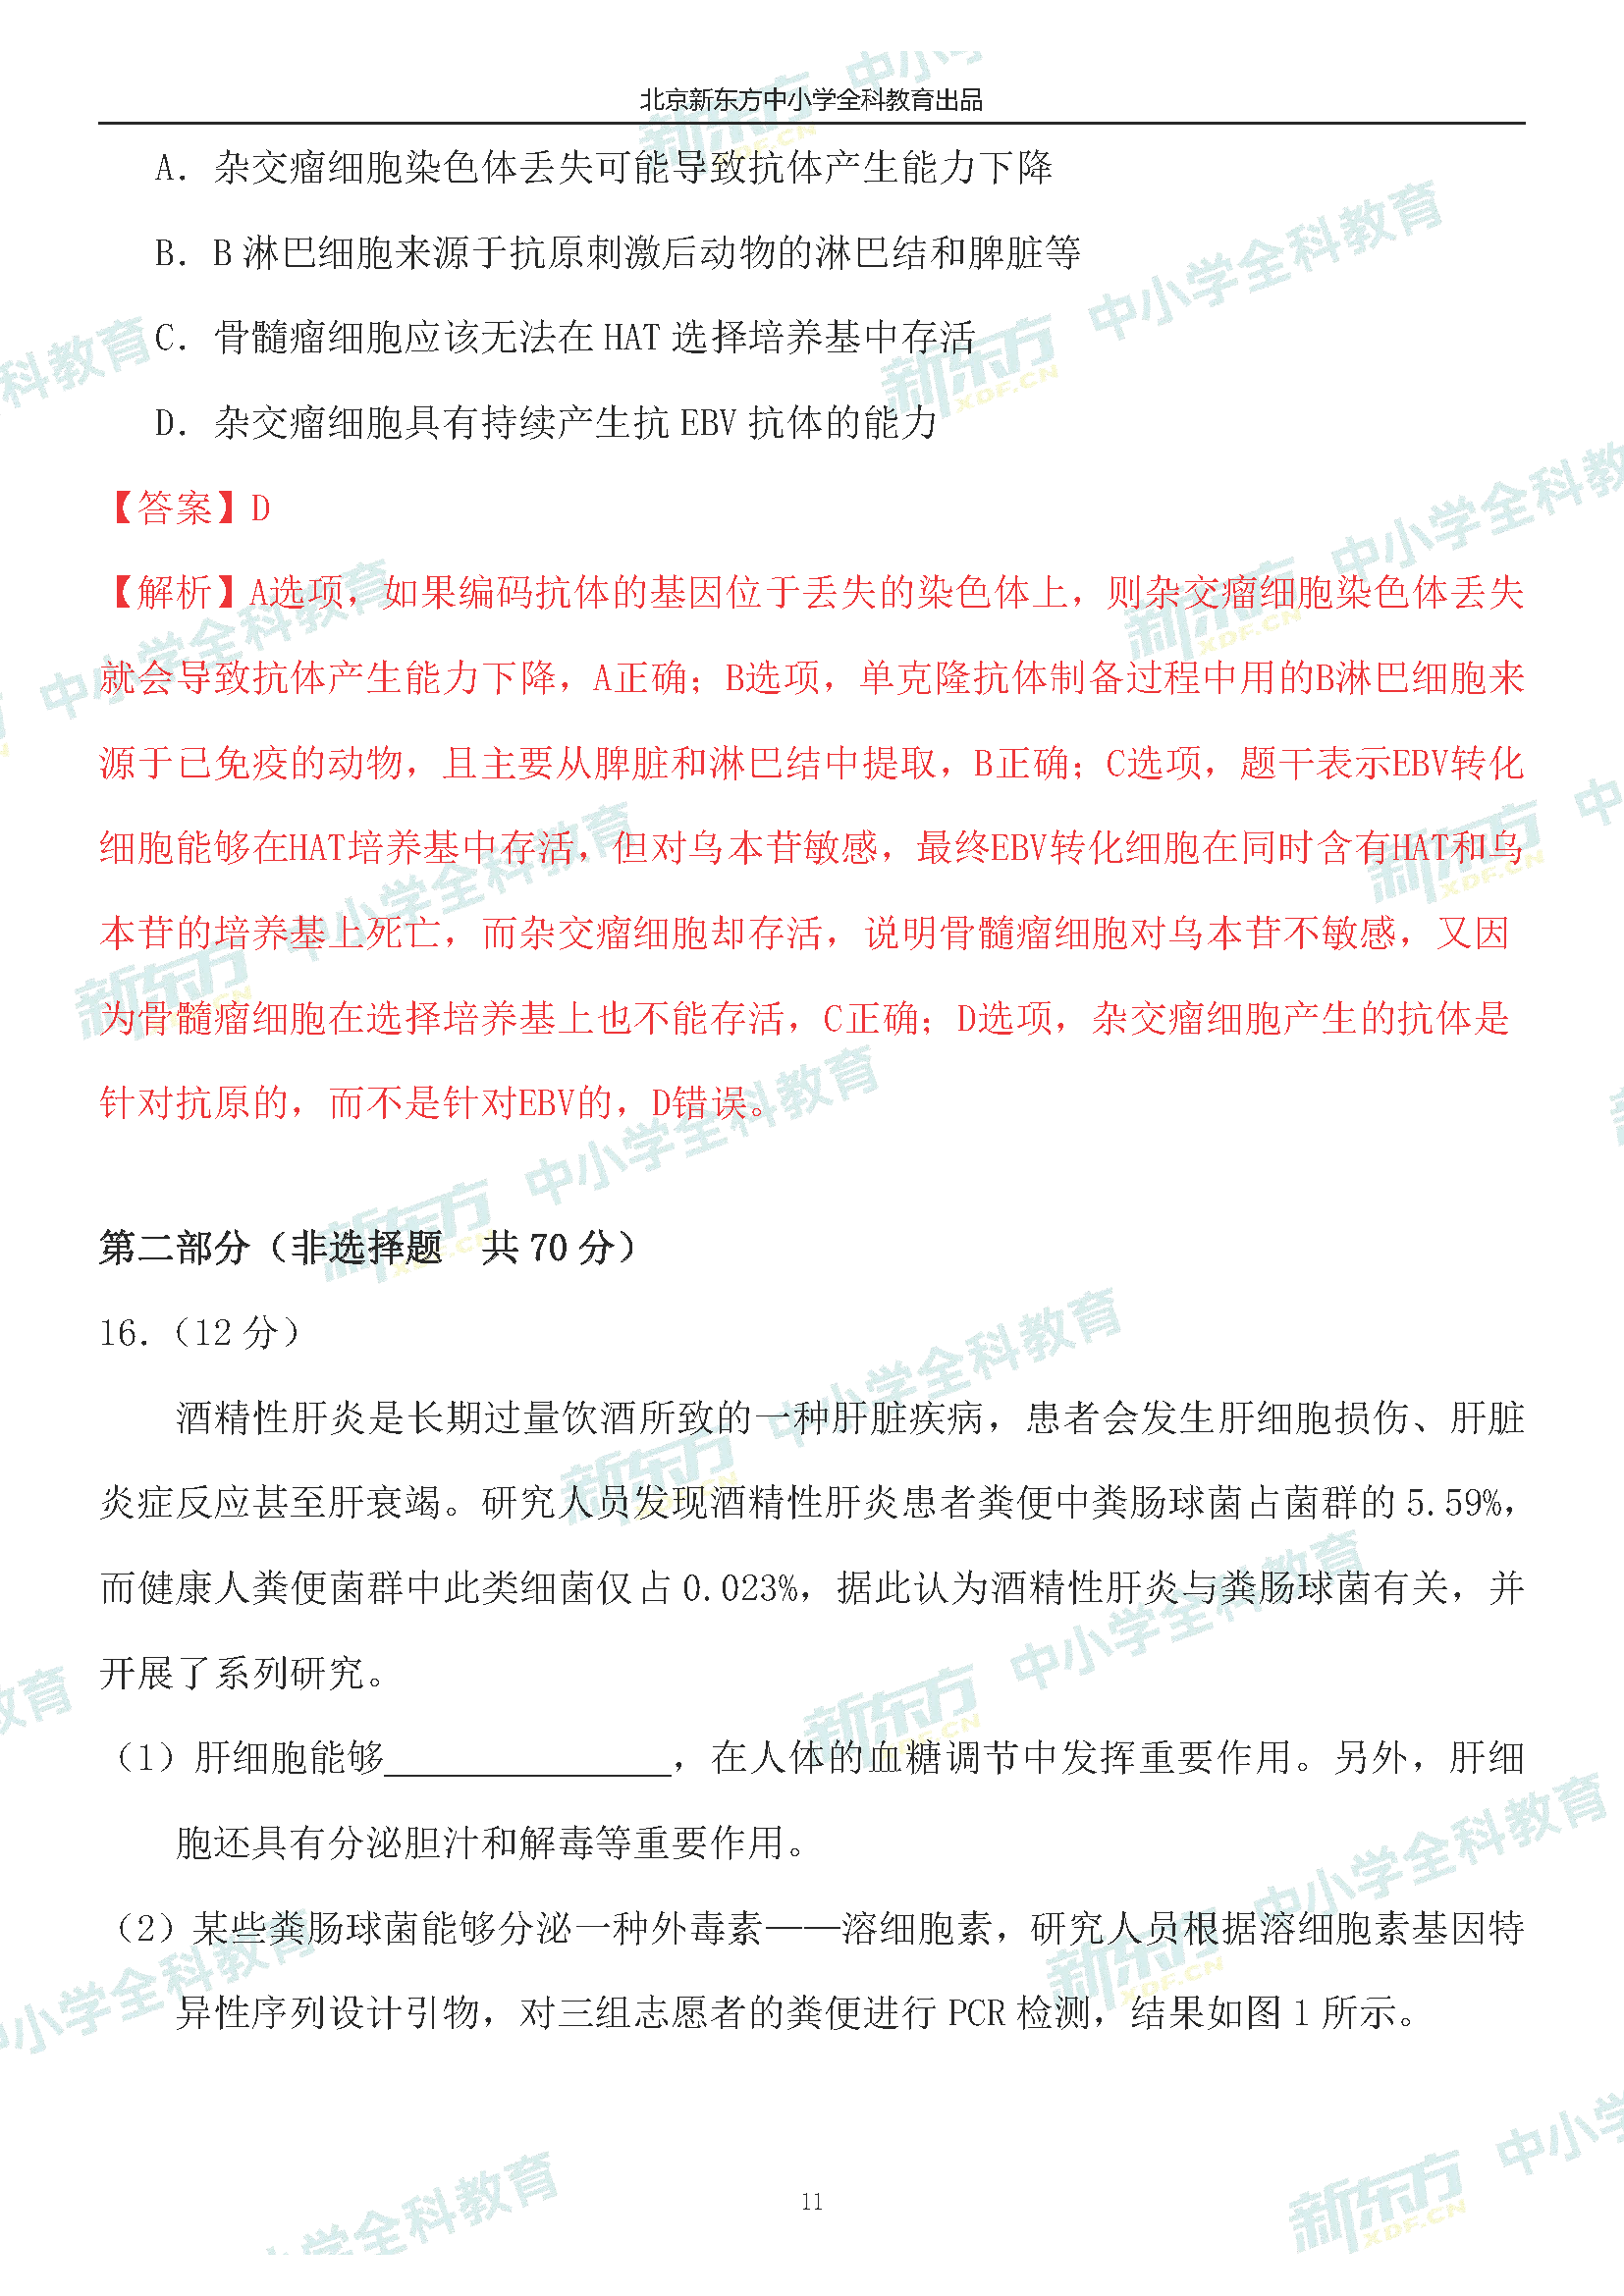 北京新东方中小学全科教育出品
A. 杂交瘤细胞染色体丢失可能导致抗体产生能力下降
B. B 淋巴细胞来源于抗原刺激后动物的淋巴结和脾脏等
C. 骨髓瘤细胞应该无法在 HAT 选择培养基中存活
D. 杂交瘤细胞具有持续产生抗 EBV 抗体的能力
【答案】D
【解析】A选项，如果编码抗体的基因位于丢失的染色体上，则杂交瘤细胞染色体丢失
就会导致抗体产生能力下降，A正确；B选项，单克隆抗体制备过程中用的B淋巴细胞来
源于已免疫的动物，且主要从脾脏和淋巴结中提取，B正确；C选项，题干表示EBV转化
细胞能够在HAT培养基中存活，但对乌本苷敏感，最终EBV转化细胞在同时含有HAT和乌
本苷的培养基上死亡，而杂交瘤细胞却存活，说明骨髓瘤细胞对乌本苷不敏感，又因
为骨髓瘤细胞在选择培养基上也不能存活，C正确；D选项，杂交瘤细胞产生的抗体是
针对抗原的，而不是针对EBV的，D错误。
第二部分（非选择题　共 70 分）
16.（12 分）
酒精性肝炎是长期过量饮酒所致的一种肝脏疾病，患者会发生肝细胞损伤、肝脏
炎症反应甚至肝衰竭。研究人员发现酒精性肝炎患者粪便中粪肠球菌占菌群的 5.59%，
而健康人粪便菌群中此类细菌仅占 0.023%，据此认为酒精性肝炎与粪肠球菌有关，并
开展了系列研究。
（1）肝细胞能够_______________，在人体的血糖调节中发挥重要作用。另外，肝细
胞还具有分泌胆汁和解毒等重要作用。
（2）某些粪肠球菌能够分泌一种外毒素——溶细胞素，研究人员根据溶细胞素基因特
异性序列设计引物，对三组志愿者的粪便进行 PCR 检测，结果如图 1 所示。
11
新东方 XDF.CN 中小学全科教育